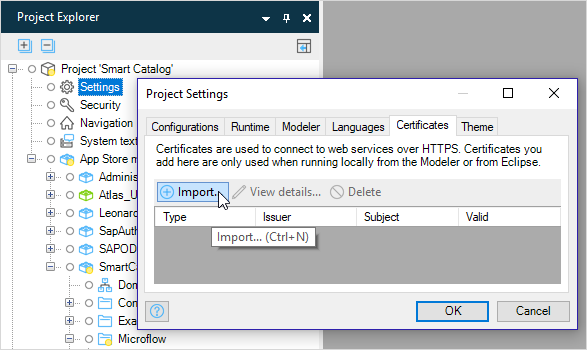 Project Explorer
Project 'Smart Catalog'
Settings
Security
Navigation
System text
App Store m
Adminis
Atlas_U
Leonar
SapAuth
SAPOD
SmartCa
Don
Con
Exa
Microflow
Project Settings
Configurations Runtime Modeler Languages Certificates Theme
Certificates are used to connect to web services over HTTPS. Certificates you
add here are only used when running locally from the Modeler or from Eclipse.
Import... View details... Delete
Type Issuer Subject Valid
Import... (Ctrl+N)
OK Cancel